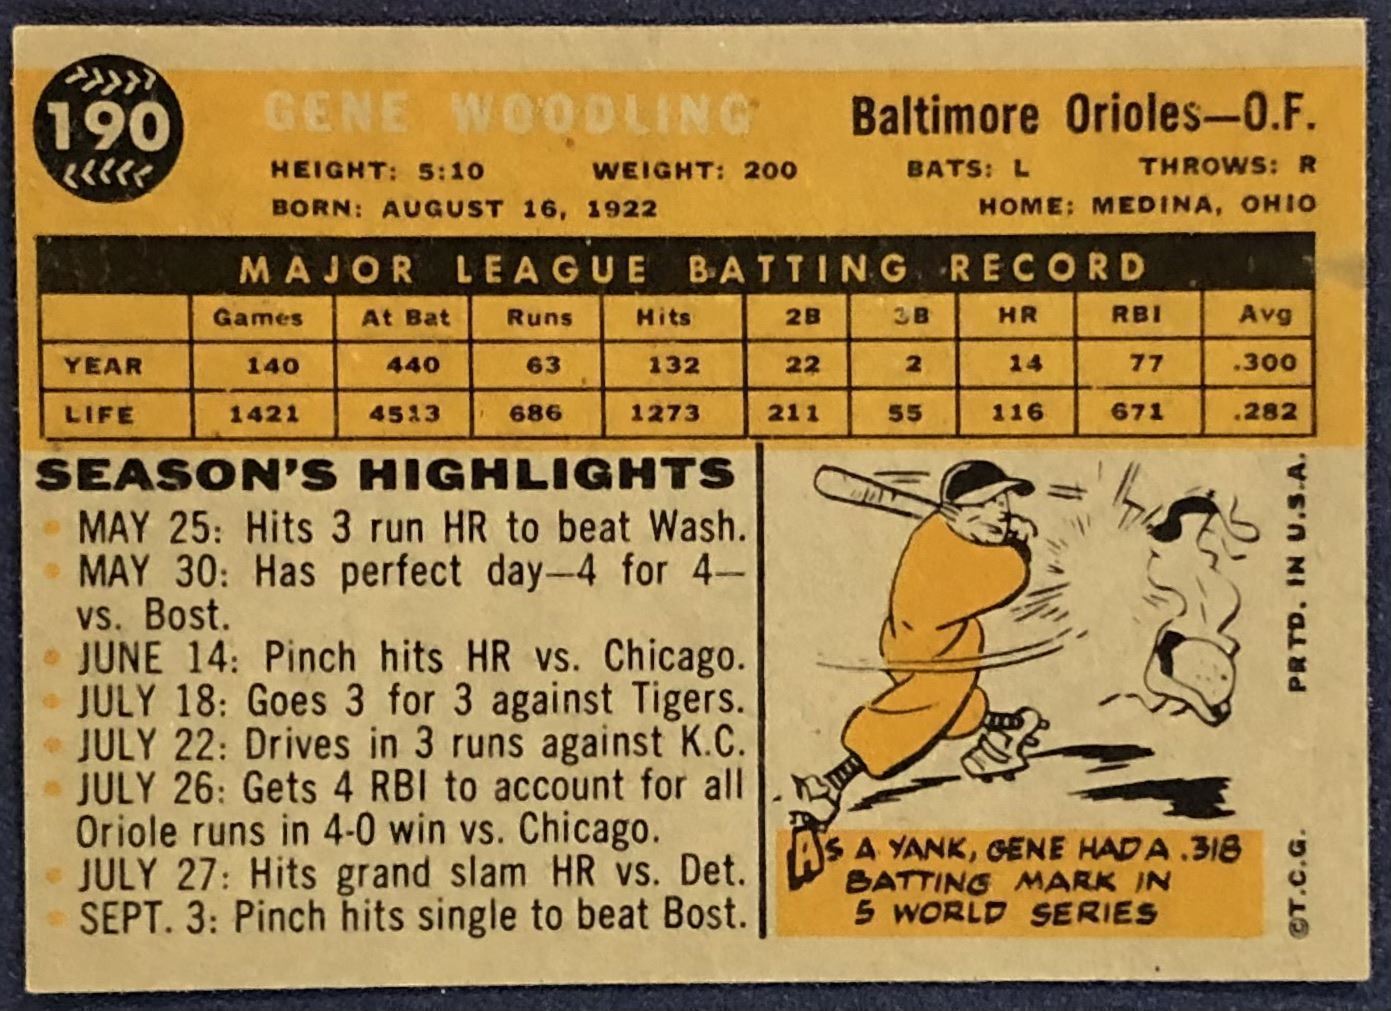 190
GENE WOODLING
Baltimore Orioles—O.F.
HEIGHT: 5:10 WEIGHT: 200 BATS: L THROWS: R
BORN: AUGUST 16, 1922 HOME: MEDINA, OHIO
MAJOR LEAGUE BATTING RECORD
Games At Bat Runs Hits 2B 3B HR RBI Avg
YEAR 140 440 63 132 22 2 14 77 .300
LIFE 1421 4513 686 1273 211 55 116 671 .282
SEASON'S HIGHLIGHTS
• MAY 25: Hits 3 run HR to beat Wash.
• MAY 30: Has perfect day—4 for 4—
vs. Bost.
• JUNE 14: Pinch hits HR vs. Chicago.
• JULY 18: Goes 3 for 3 against Tigers.
• JULY 22: Drives in 3 runs against K.C.
• JULY 26: Gets 4 RBI to account for all
Oriole runs in 4-0 win vs. Chicago.
• JULY 27: Hits grand slam HR vs. Det.
• SEPT. 3: Pinch hits single to beat Bost.
AS A YANK, GENE HAD A .318
BATTING MARK IN
5 WORLD SERIES
©T.C.G. PRTD. IN U.S.A.